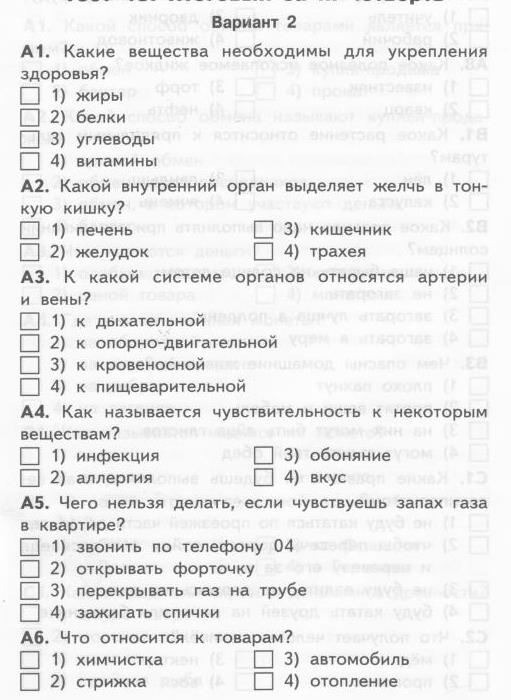 Вариант 2
А1. Какие вещества необходимы для укрепления
здоровья?
1) жиры
2) белки
3) углеводы
4) витамины
А2. Какой внутренний орган выделяет желчь в тон-
кую кишку?
1) печень
3) кишечник
2) желудок
4) трахея
А3. К какой системе органов относятся артерии
и вены?
1) к дыхательной
2) к опорно-двигательной
3) к кровеносной
4) к пищеварительной
А4. Как называется чувствительность к некоторым
веществам?
1) инфекция
3) обоняние
2) аллергия
4) вкус
А5. Чего нельзя делать, если чувствуешь запах газа
в квартире?
1) звонить по телефону 04
2) открывать форточку
3) перекрывать газ на трубе
4) зажигать спички
А6. Что относится к товарам?
1) химчистка
3) автомобиль
2) стрижка
4) отопление